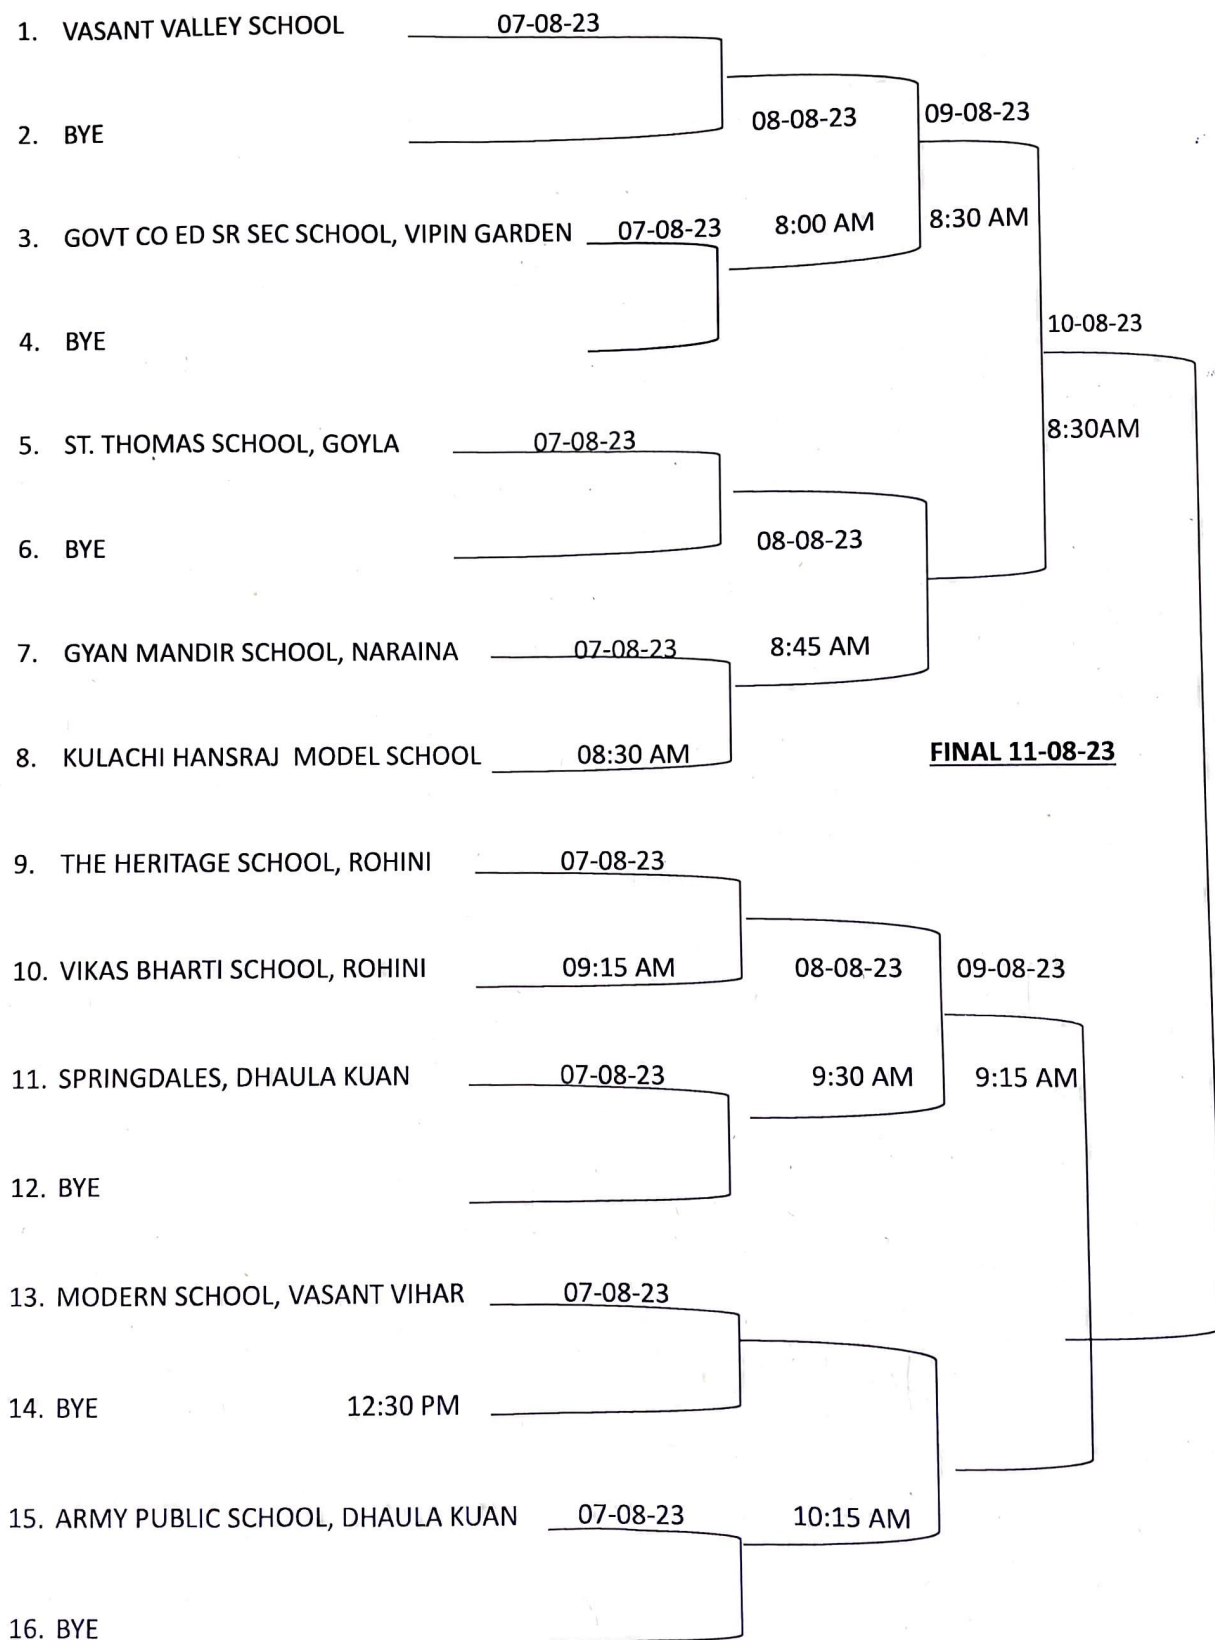 1. VASANT VALLEY SCHOOL 07-08-23
08-08-23 09-08-23
2. BYE
3. GOVT CO ED SR SEC SCHOOL, VIPIN GARDEN 07-08-23 8:00 AM 8:30 AM
10-08-23
4. BYE
5. ST. THOMAS SCHOOL, GOYLA 07-08-23 8:30AM
6. BYE 08-08-23
7. GYAN MANDIR SCHOOL, NARAINA 07-08-23 8:45 AM
8. KULACHI HANSRAJ MODEL SCHOOL 08:30 AM FINAL 11-08-23
9. THE HERITAGE SCHOOL, ROHINI 07-08-23
10. VIKAS BHARTI SCHOOL, ROHINI 09:15 AM 08-08-23 09-08-23
11. SPRINGDALES, DHAULA KUAN 07-08-23 9:30 AM 9:15 AM
12. BYE
13. MODERN SCHOOL, VASANT VIHAR 07-08-23
14. BYE 12:30 PM
15. ARMY PUBLIC SCHOOL, DHAULA KUAN 07-08-23 10:15 AM
16. BYE